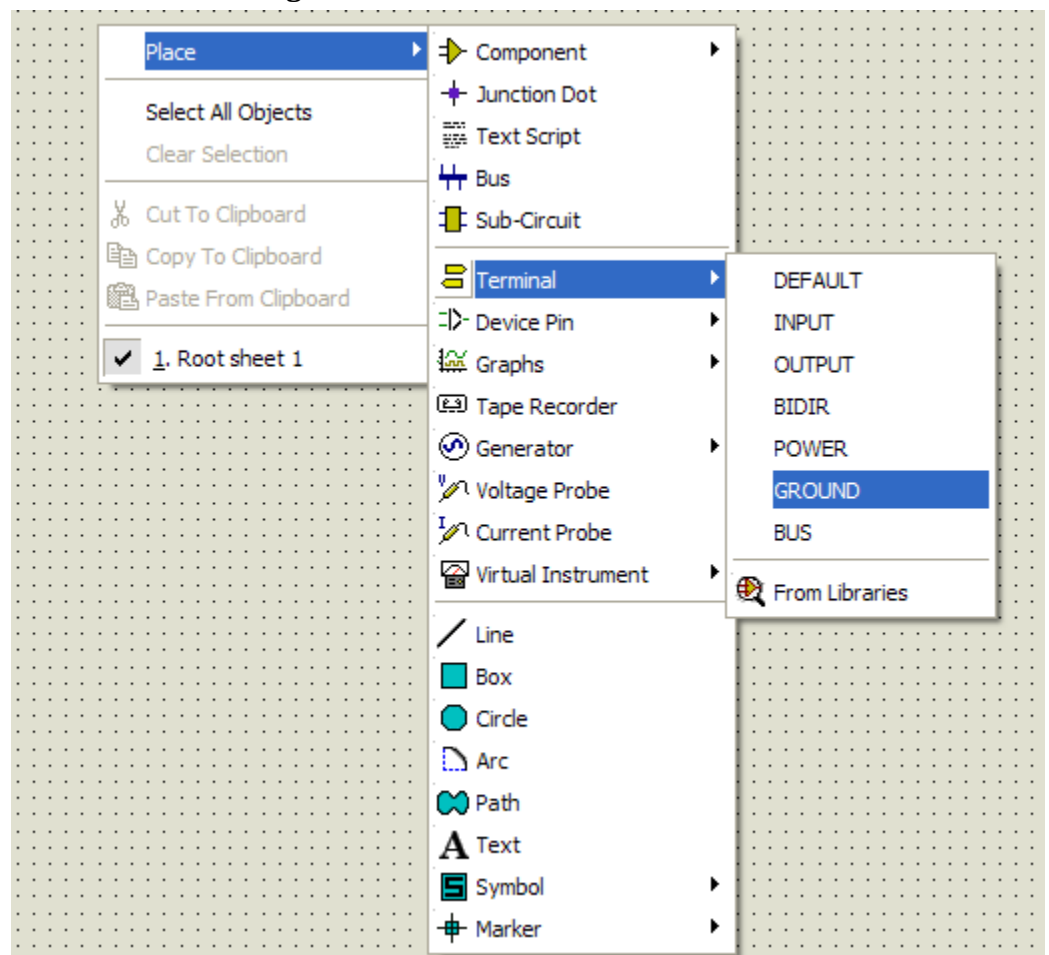 Place
Select All Objects
Clear Selection
Cut To Clipboard
Copy To Clipboard
Paste From Clipboard
1. Root sheet 1
Component
Junction Dot
Text Script
Bus
Sub-Circuit
Terminal
Device Pin
Graphs
Tape Recorder
Generator
Voltage Probe
Current Probe
Virtual Instrument
Line
Box
Circle
Arc
Path
Text
Symbol
Marker
DEFAULT
INPUT
OUTPUT
BIDIR
POWER
GROUND
BUS
From Libraries